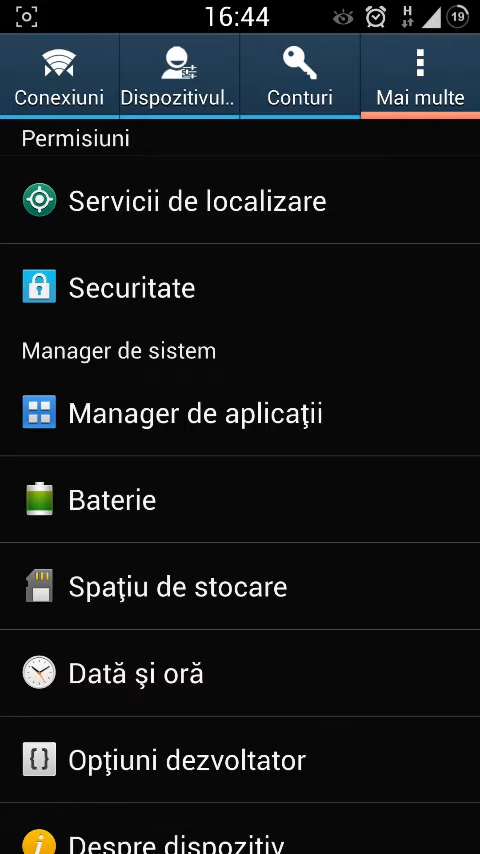 16:44
H
19
Conexiuni
Dispozitivul..
Conturi
Mai multe
Permisiuni
Servicii de localizare
Securitate
Manager de sistem
Manager de aplicaţii
Baterie
Spaţiu de stocare
Dată şi oră
Opţiuni dezvoltator
Despre dispozitiv